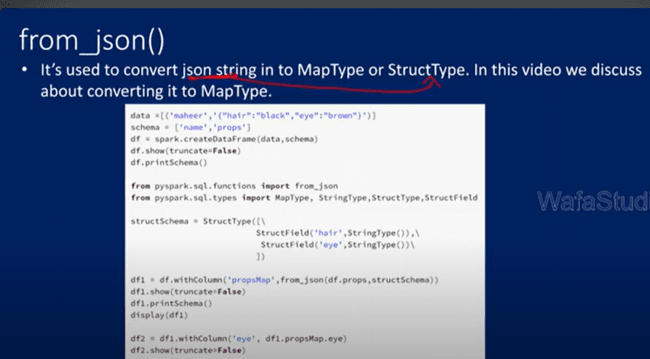 from_json()
• It's used to convert json string in to MapType or StructType. In this video we discuss
about converting it to MapType.
data =[('maheer','{"hair":"black","eye":"brown"}')]
schema = ['name','props']
df = spark.createDataFrame(data,schema)
df.show(truncate=False)
df.printSchema()
from pyspark.sql.functions import from_json
from pyspark.sql.types import MapType, StringType,StructType,StructField
WafaStudi
structSchema = StructType([\
StructField('hair',StringType()),\
StructField('eye',StringType())\
])
df1 = df.withColumn('propsMap',from_json(df.props,structSchema))
df1.show(truncate=False)
df1.printSchema()
display(df1)
df2 = df1.withColumn('eye', df1.propsMap.eye)
df2.show(truncate=False)